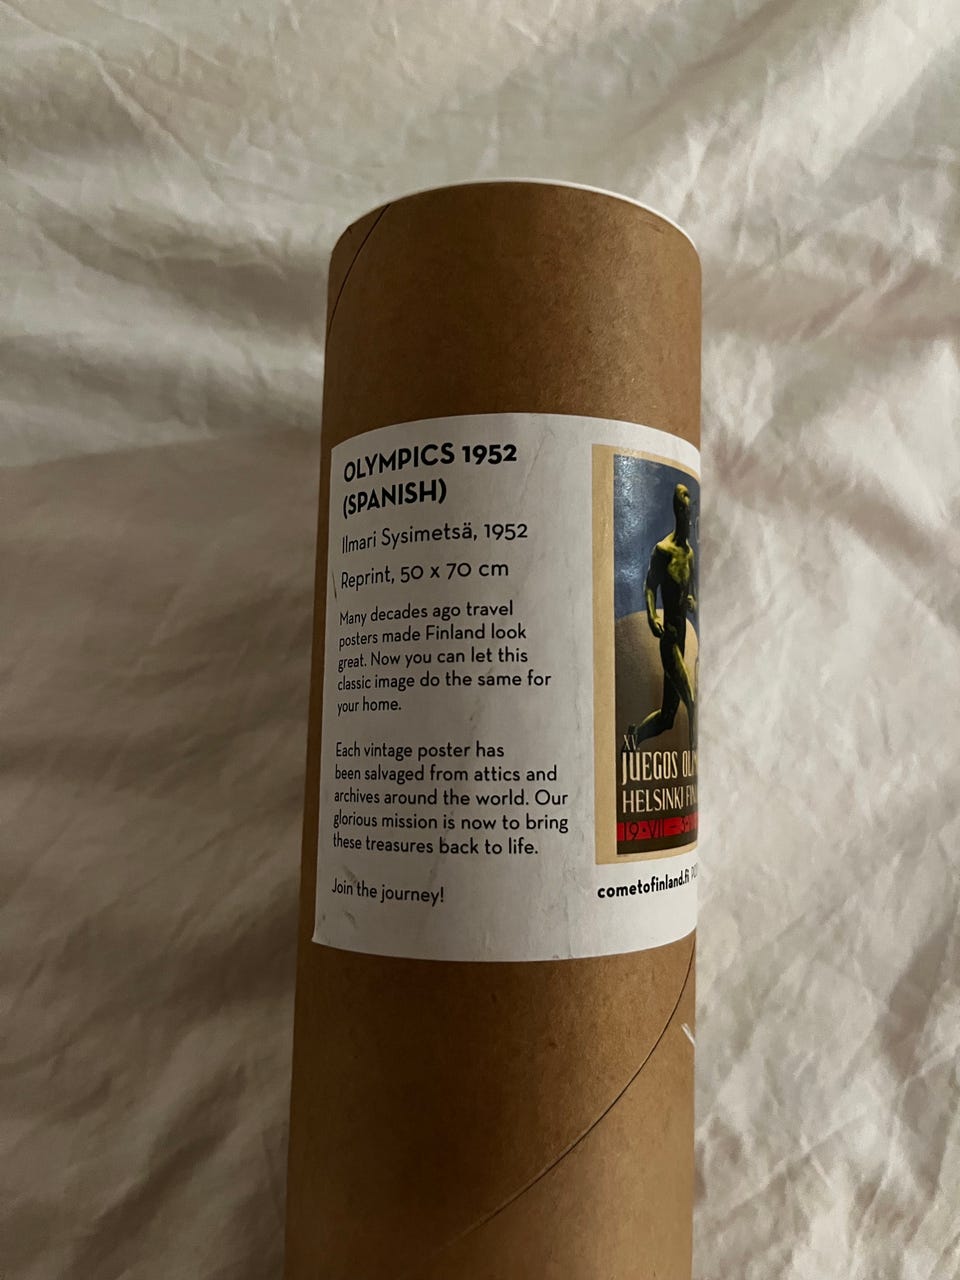 OLYMPICS 1952
(SPANISH)
Ilmari Sysimetsä, 1952
Reprint, 50 x 70 cm
Many decades ago travel
posters made Finland look
great. Now you can let this
classic image do the same for
your home.
Each vintage poster has
been salvaged from attics and
archives around the world. Our
glorious mission is now to bring
these treasures back to life.
Join the journey!
XV
JUEGOS
HELSINKI
19·VII
cometofinland.fi